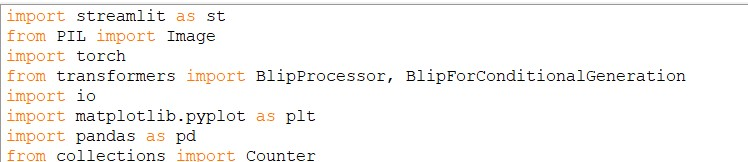 import streamlit as st
from PIL import Image
import torch
from transformers import BlipProcessor, BlipForConditionalGeneration
import io
import matplotlib.pyplot as plt
import pandas as pd
from collections import Counter